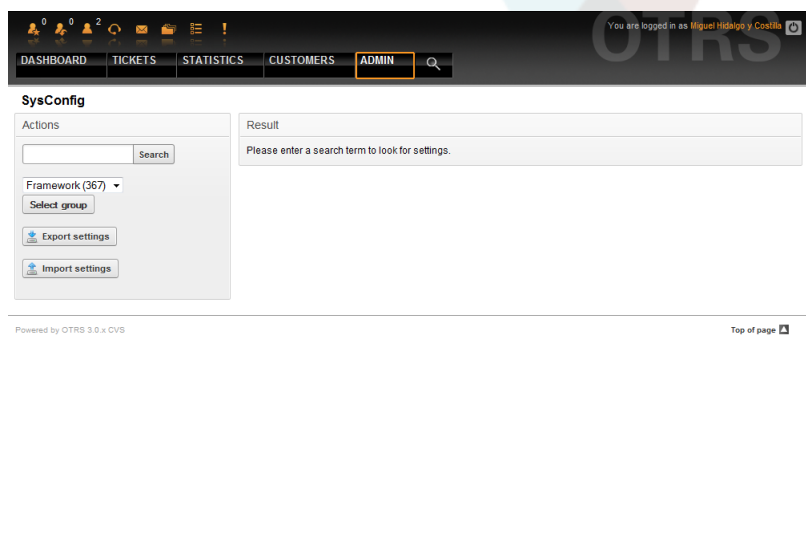 0 0 2
You are logged in as Miguel Hidalgo y Costilla
OTRS
DASHBOARD TICKETS STATISTICS CUSTOMERS ADMIN
SysConfig
Actions
Result
Search
Please enter a search term to look for settings.
Framework (367)
Select group
Export settings
Import settings
Powered by OTRS 3.0.x CVS
Top of page